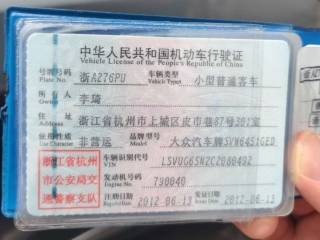 中华人民共和国机动车行驶证
Vehicle License of the People's Republic of China
号牌号码 浙A276PU 车辆类型 小型普通客车
Plate No. Vehicle Type
所有人 李琦
Owner
住址 浙江省杭州市上城区皮市巷87号301室
Address
使用性质 非营运 品牌型号 大众汽车牌SVW6451GED
浙江省杭州 车辆识别代号 LSVUG65N2C2080492
VIN
市公安局交 发动机号码 790040
Engine No.
通警察支队 注册日期 2012-06-13 发证日期 2012-06-13
Register Date Issue Date